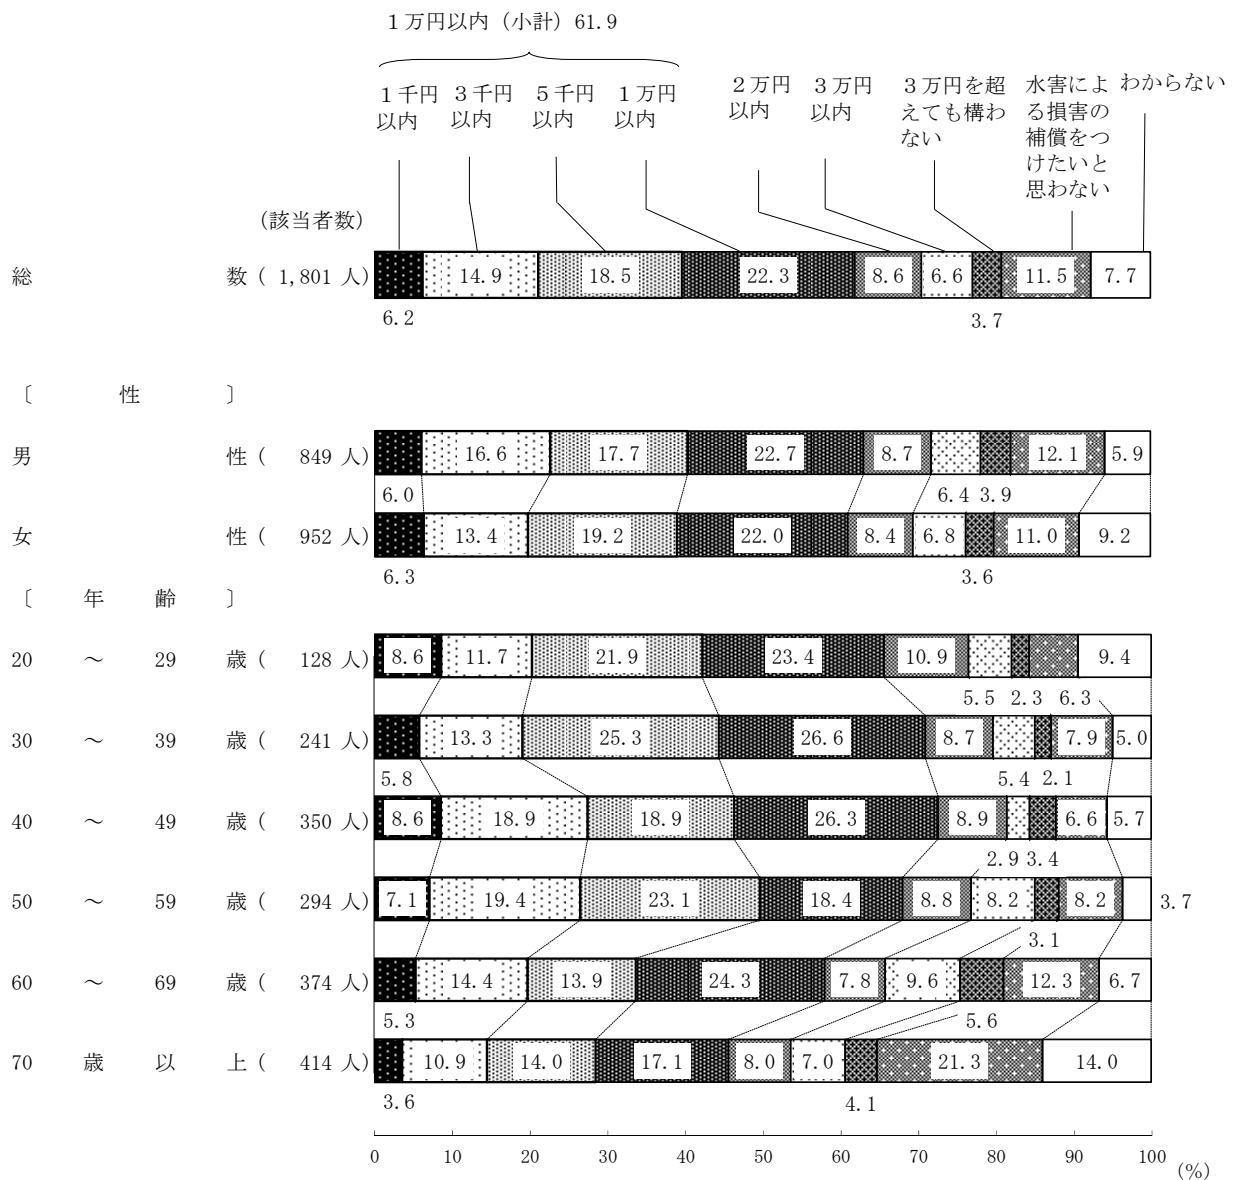 １万円以内（小計）61.9
１千円
以内
３千円
以内
５千円
以内
１万円
以内
２万円
以内
３万円
以内
３万円を超
えても構わ
ない
水害によ
る損害の
補償をつ
けたいと
思わない
わからない
（該当者数）
総数( 1,801 人) 14.9 18.5 22.3 8.6 6.6 11.5 7.7
6.2 3.7
〔 性 〕
男性( 849 人) 16.6 17.7 22.7 8.7 12.1 5.9
6.0 6.4 3.9
女性( 952 人) 13.4 19.2 22.0 8.4 6.8 11.0 9.2
6.3 3.6
〔 年 齢 〕
20 ～ 29 歳( 128 人) 8.6 11.7 21.9 23.4 10.9 9.4
5.5 2.3 6.3
30 ～ 39 歳( 241 人) 13.3 25.3 26.6 8.7 7.9 5.0
5.8 5.4 2.1
40 ～ 49 歳( 350 人) 8.6 18.9 18.9 26.3 8.9 6.6 5.7
2.9 3.4
50 ～ 59 歳( 294 人) 7.1 19.4 23.1 18.4 8.8 8.2 8.2 3.7
3.1
60 ～ 69 歳( 374 人) 14.4 13.9 24.3 7.8 9.6 12.3 6.7
5.3 5.6
70 歳 以 上( 414 人) 10.9 14.0 17.1 8.0 7.0 21.3 14.0
3.6 4.1
0 10 20 30 40 50 60 70 80 90 100
(%)